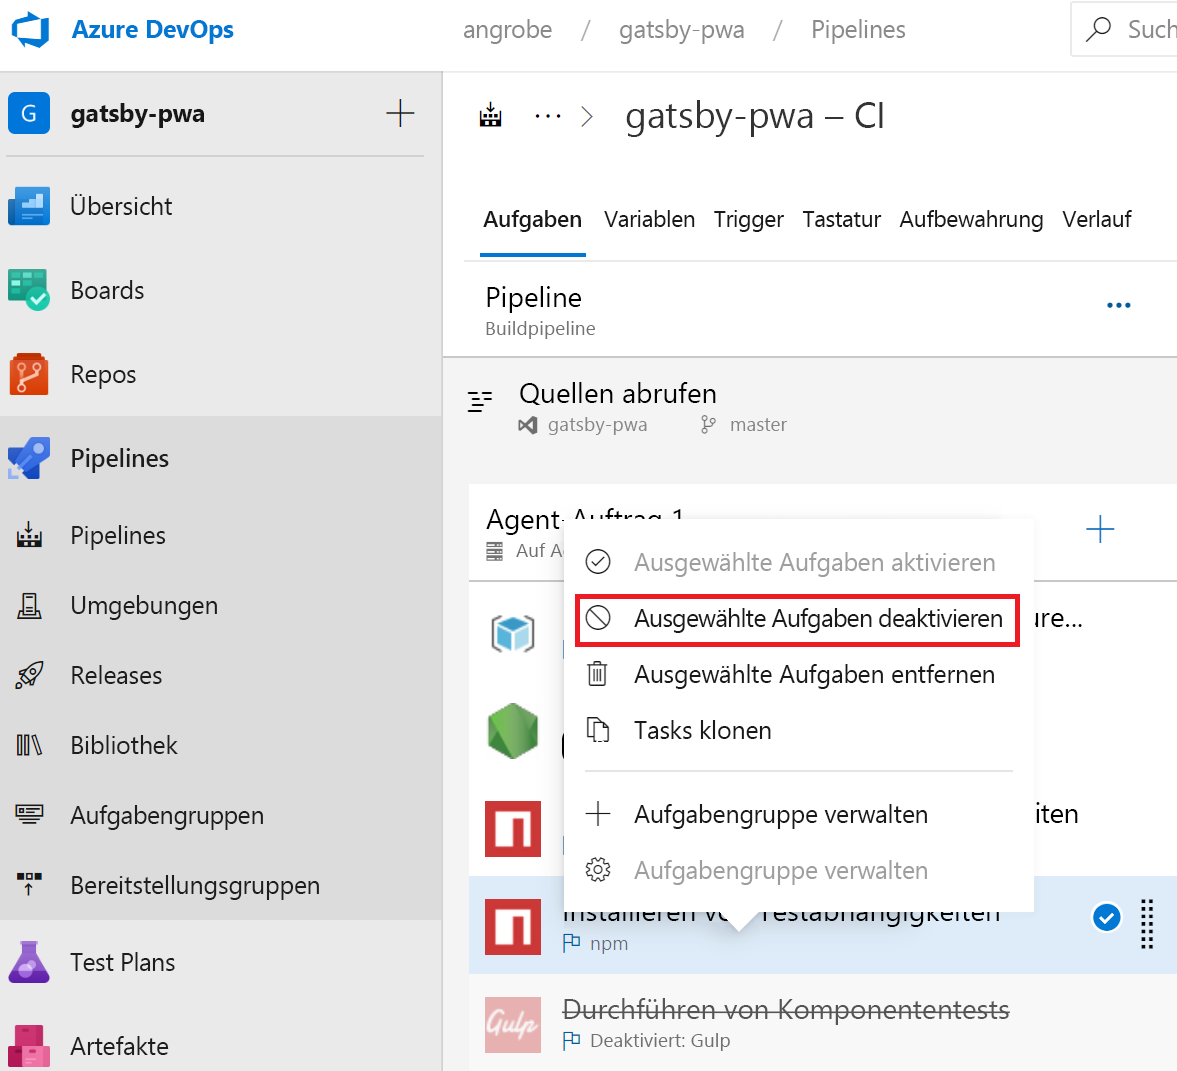 Azure DevOps
angrobe / gatsby-pwa / Pipelines
Such
G gatsby-pwa
Übersicht
Boards
Repos
Pipelines
Pipelines
Umgebungen
Releases
Bibliothek
Aufgabengruppen
Bereitstellungsgruppen
Test Plans
Artefakte
... > gatsby-pwa – CI
Aufgaben Variablen Trigger Tastatur Aufbewahrung Verlauf
Pipeline
Buildpipeline
Quellen abrufen
gatsby-pwa master
Agent-Auftrag 1
Auf A
Ausgewählte Aufgaben aktivieren
Ausgewählte Aufgaben deaktivieren
ure...
Ausgewählte Aufgaben entfernen
Tasks klonen
Aufgabengruppe verwalten
iten
Aufgabengruppe verwalten
Installieren von Testabhängigkeiten
npm
Gulp
Durchführen von Komponententests
Deaktiviert: Gulp